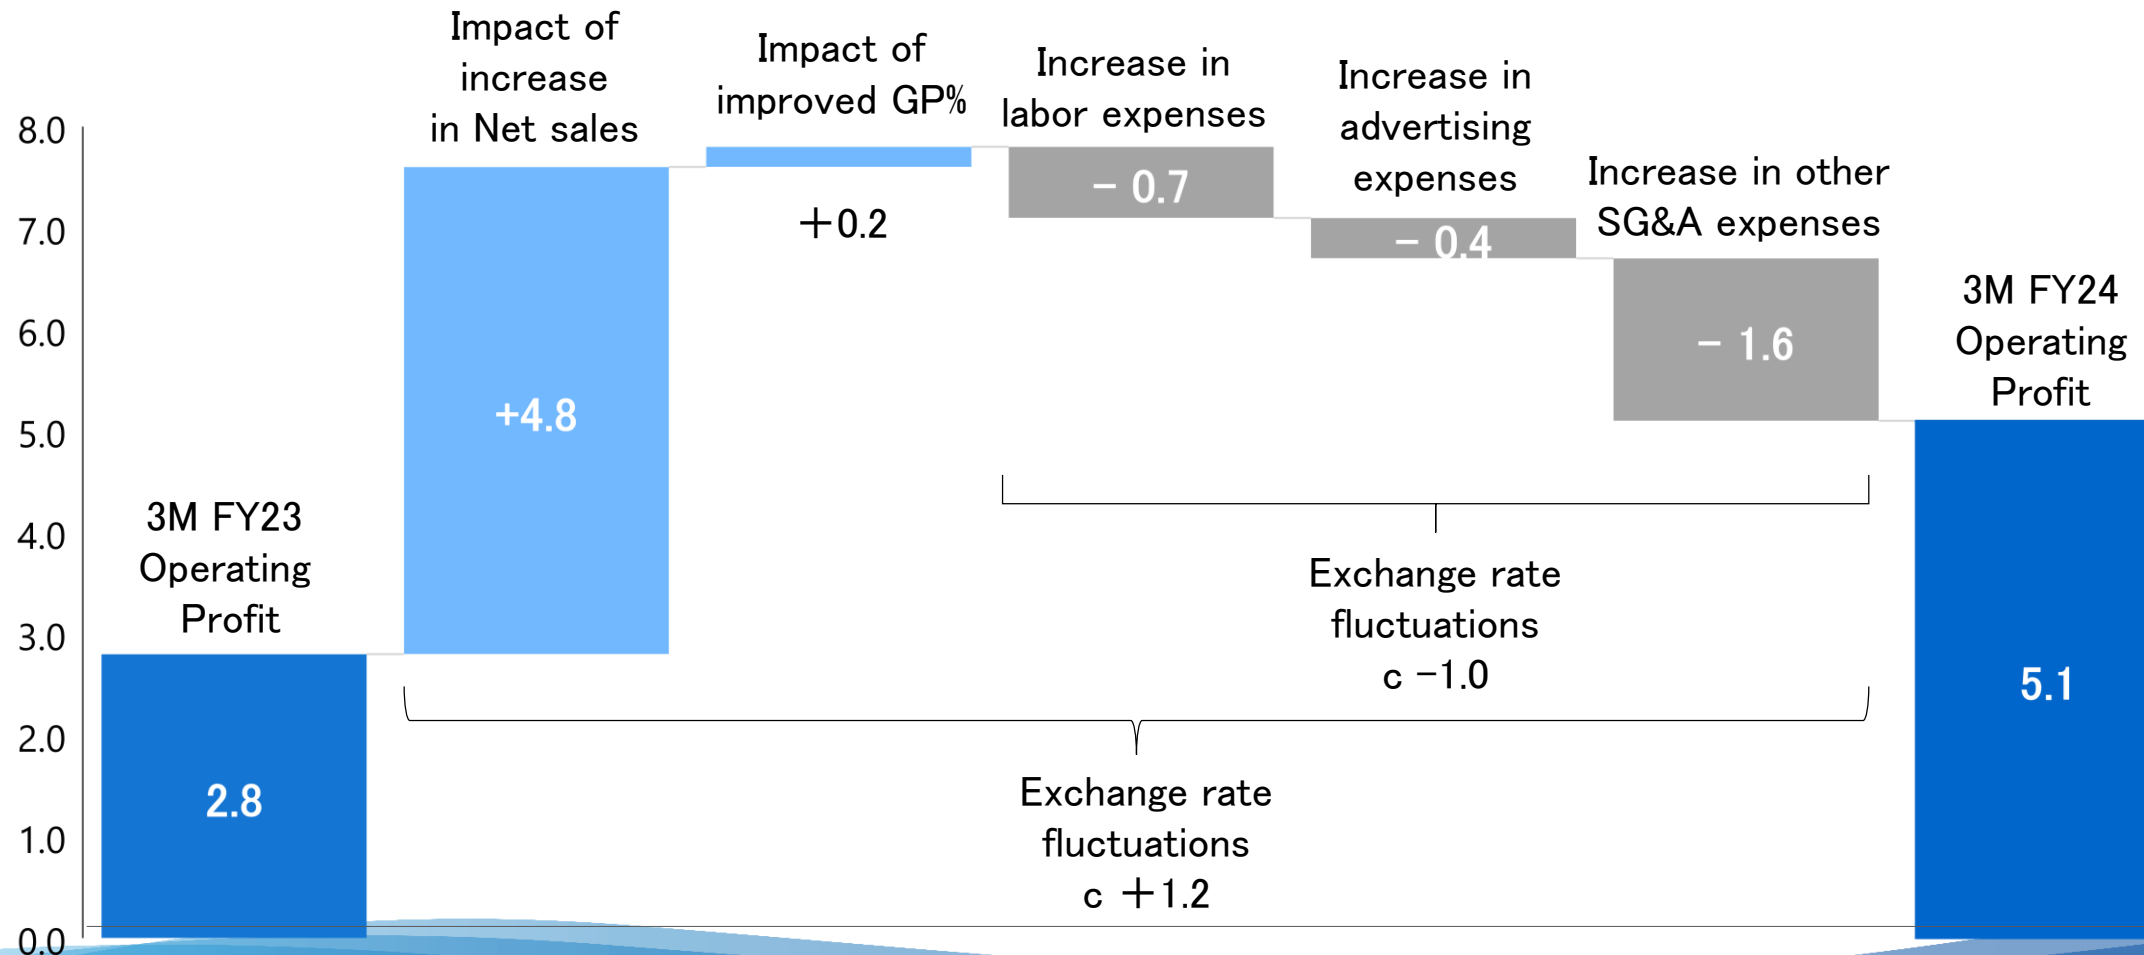 Impact of
increase
in Net sales
Impact of
improved GP%
Increase in
labor expenses
Increase in
advertising
expenses
Increase in other
SG&A expenses
3M FY24
Operating
Profit
8.0
7.0
6.0
5.0
4.0
3.0
2.0
1.0
0.0
3M FY23
Operating
Profit
2.8
+4.8
＋0.2
− 0.7
− 0.4
− 1.6
5.1
Exchange rate
fluctuations
c −1.0
Exchange rate
fluctuations
c ＋1.2